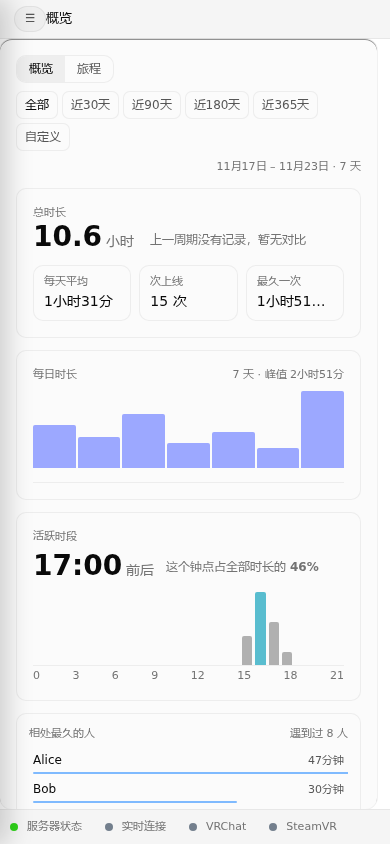 ☰ 概览
概览 旅程
全部 近30天 近90天 近180天 近365天
自定义
11月17日 – 11月23日 · 7 天
总时长
10.6 小时 上一周期没有记录，暂无对比
每天平均 次上线 最久一次
1小时31分 15 次 1小时51...
每日时长 7 天 · 峰值 2小时51分
活跃时段
17:00 前后 这个钟点占全部时长的 46%
0 3 6 9 12 15 18 21
相处最久的人 遇到过 8 人
Alice 47分钟
Bob 30分钟
服务器状态 实时连接 VRChat SteamVR